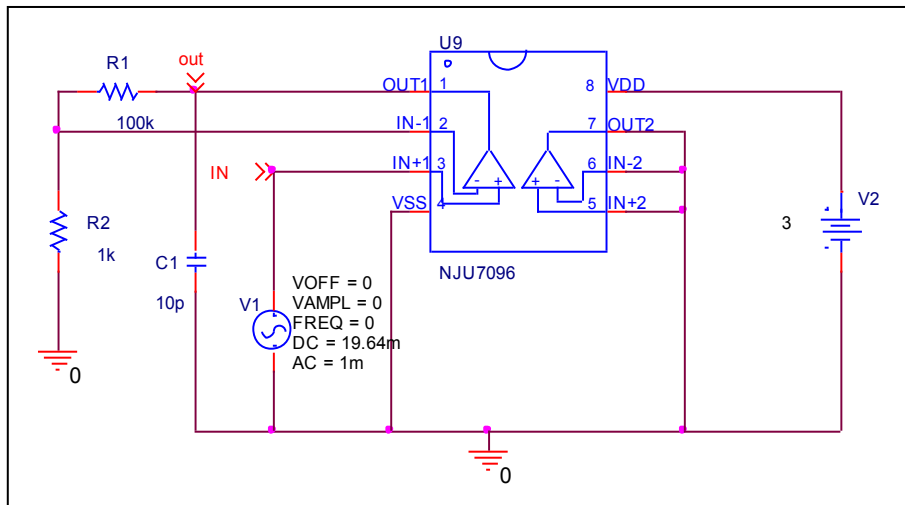 U9
R1
out
100k
OUT1 1
8 VDD
IN-1 2
7 OUT2
IN
IN+1 3
6 IN-2
VSS 4
5 IN+2
- +
+ -
R2
1k
C1
10p
NJU7096
V1
VOFF = 0
VAMPL = 0
FREQ = 0
DC = 19.64m
AC = 1m
3
V2
0
0